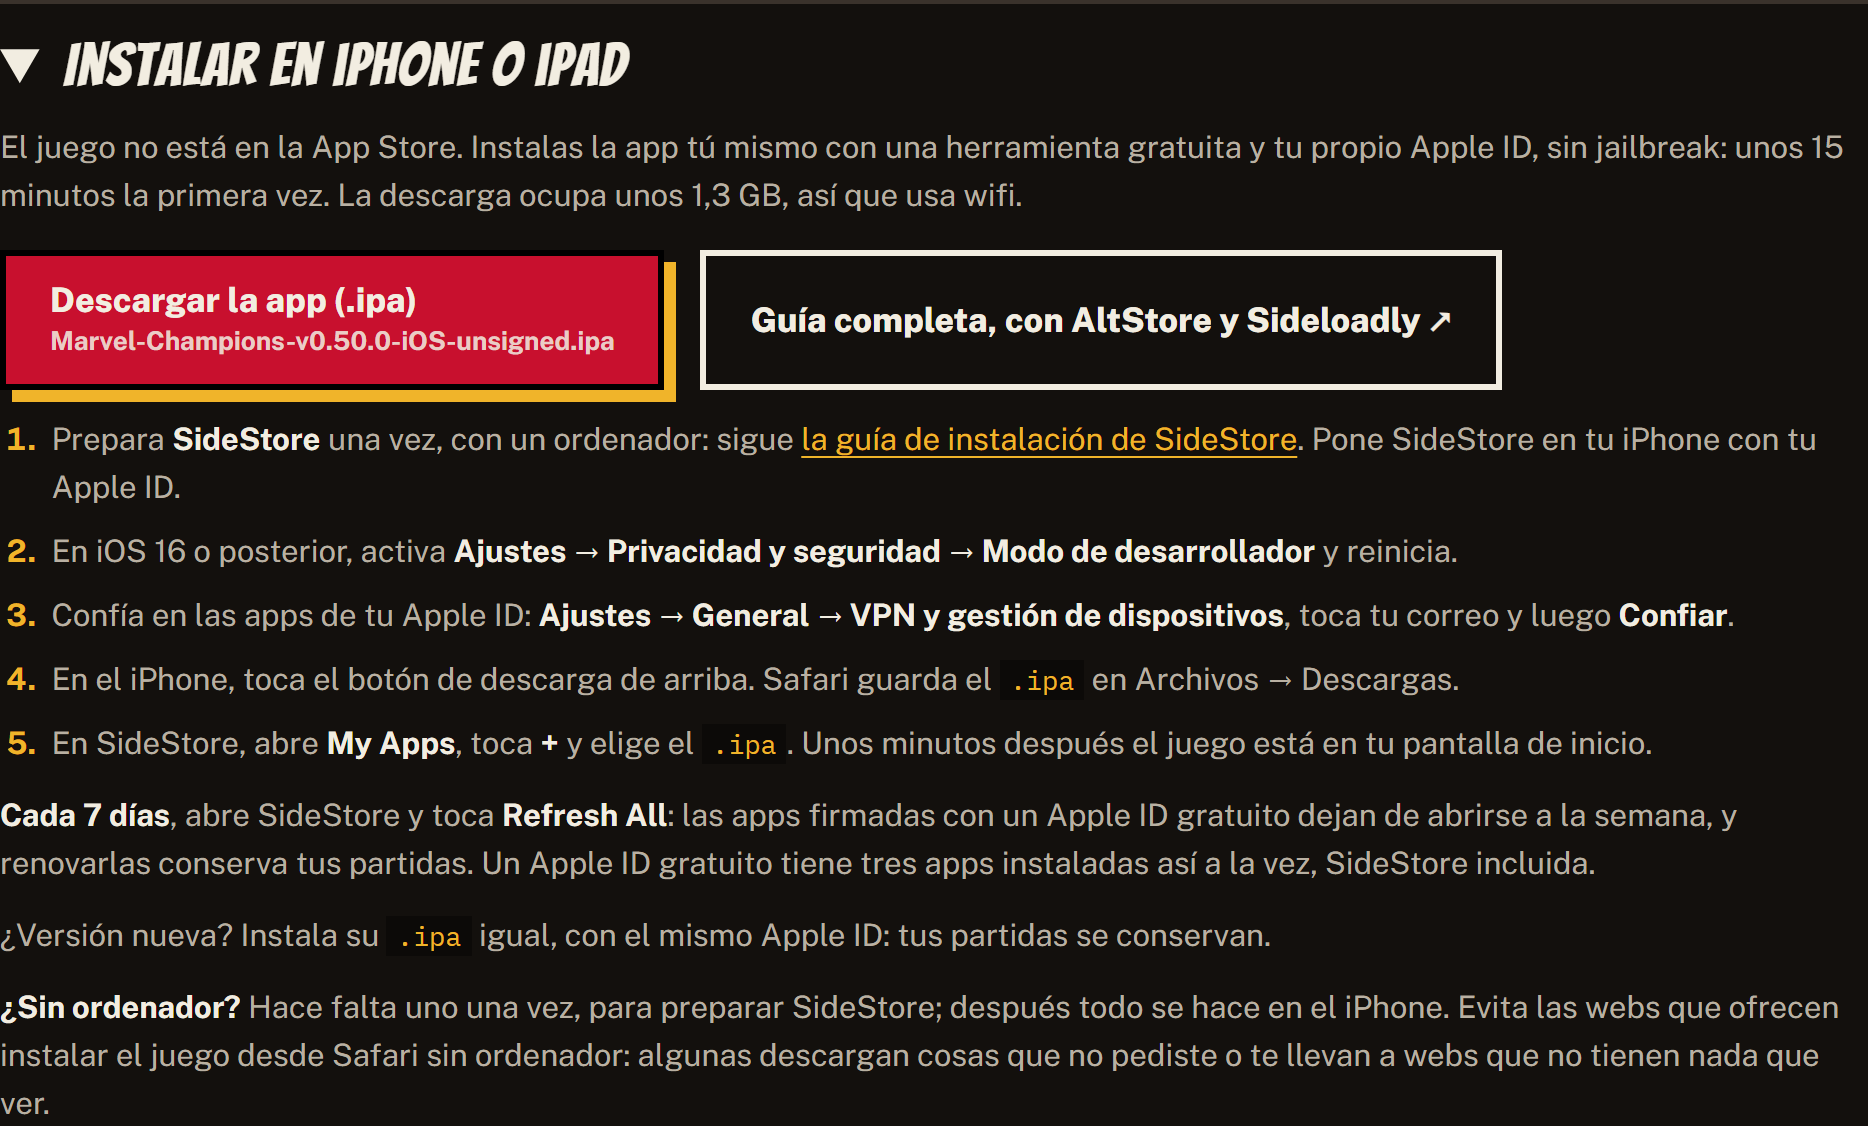 ▼ INSTALAR EN IPHONE O IPAD
El juego no está en la App Store. Instalas la app tú mismo con una herramienta gratuita y tu propio Apple ID, sin jailbreak: unos 15
minutos la primera vez. La descarga ocupa unos 1,3 GB, así que usa wifi.
Descargar la app (.ipa)
Marvel-Champions-v0.50.0-iOS-unsigned.ipa
Guía completa, con AltStore y Sideloadly ↗
1. Prepara SideStore una vez, con un ordenador: sigue la guía de instalación de SideStore. Pone SideStore en tu iPhone con tu
Apple ID.
2. En iOS 16 o posterior, activa Ajustes → Privacidad y seguridad → Modo de desarrollador y reinicia.
3. Confía en las apps de tu Apple ID: Ajustes → General → VPN y gestión de dispositivos, toca tu correo y luego Confiar.
4. En el iPhone, toca el botón de descarga de arriba. Safari guarda el .ipa en Archivos → Descargas.
5. En SideStore, abre My Apps, toca + y elige el .ipa. Unos minutos después el juego está en tu pantalla de inicio.
Cada 7 días, abre SideStore y toca Refresh All: las apps firmadas con un Apple ID gratuito dejan de abrirse a la semana, y
renovarlas conserva tus partidas. Un Apple ID gratuito tiene tres apps instaladas así a la vez, SideStore incluida.
¿Versión nueva? Instala su .ipa igual, con el mismo Apple ID: tus partidas se conservan.
¿Sin ordenador? Hace falta uno una vez, para preparar SideStore; después todo se hace en el iPhone. Evita las webs que ofrecen
instalar el juego desde Safari sin ordenador: algunas descargan cosas que no pediste o te llevan a webs que no tienen nada que
ver.